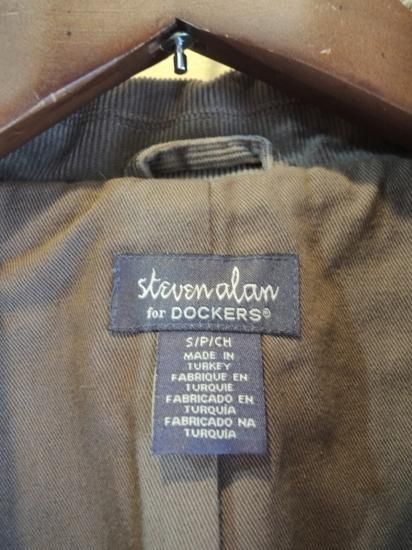 steven alan
for DOCKERS®
S/P/CH
MADE IN
TURKEY
FABRIQUE EN
TURQUIE
FABRICADO EN
TURQUÍA
FABRICADO NA
TURQUIA